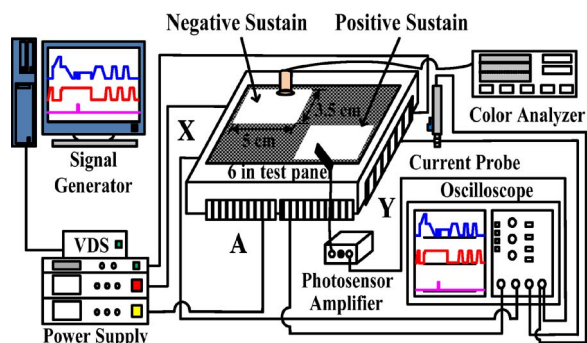 Negative Sustain
Positive Sustain
3.5 cm
5 cm
X
6 in test panel
Signal
Generator
Color Analyzer
Current Probe
Y
Oscilloscope
A
VDS
Photosensor
Amplifier
Power Supply